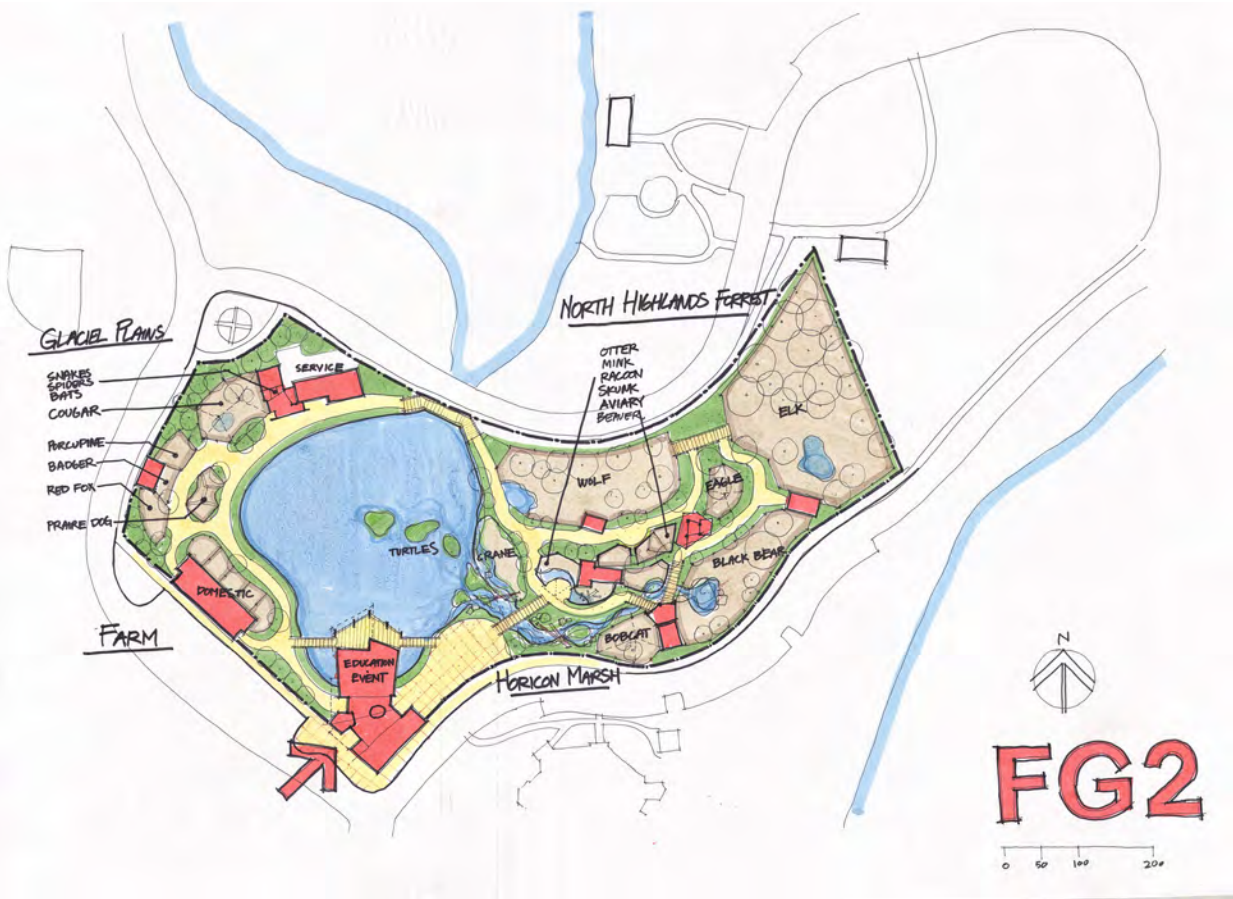 GLACIEL PLAINS
SNAKES
SPIDERS
BATS
COUGAR
PORCUPINE
BADGER
RED FOX
PRAIRE DOG
SERVICE
DOMESTIC
FARM
TURTLES
EDUCATION
EVENT
HORICON MARSH
CRANE
NORTH HIGHLANDS FORREST
OTTER
MINK
RACOON
SKUNK
AVIARY
BEAVER
WOLF
ELK
EAGLE
BLACK BEAR
BOBCAT
N
FG2
0 50 100 200